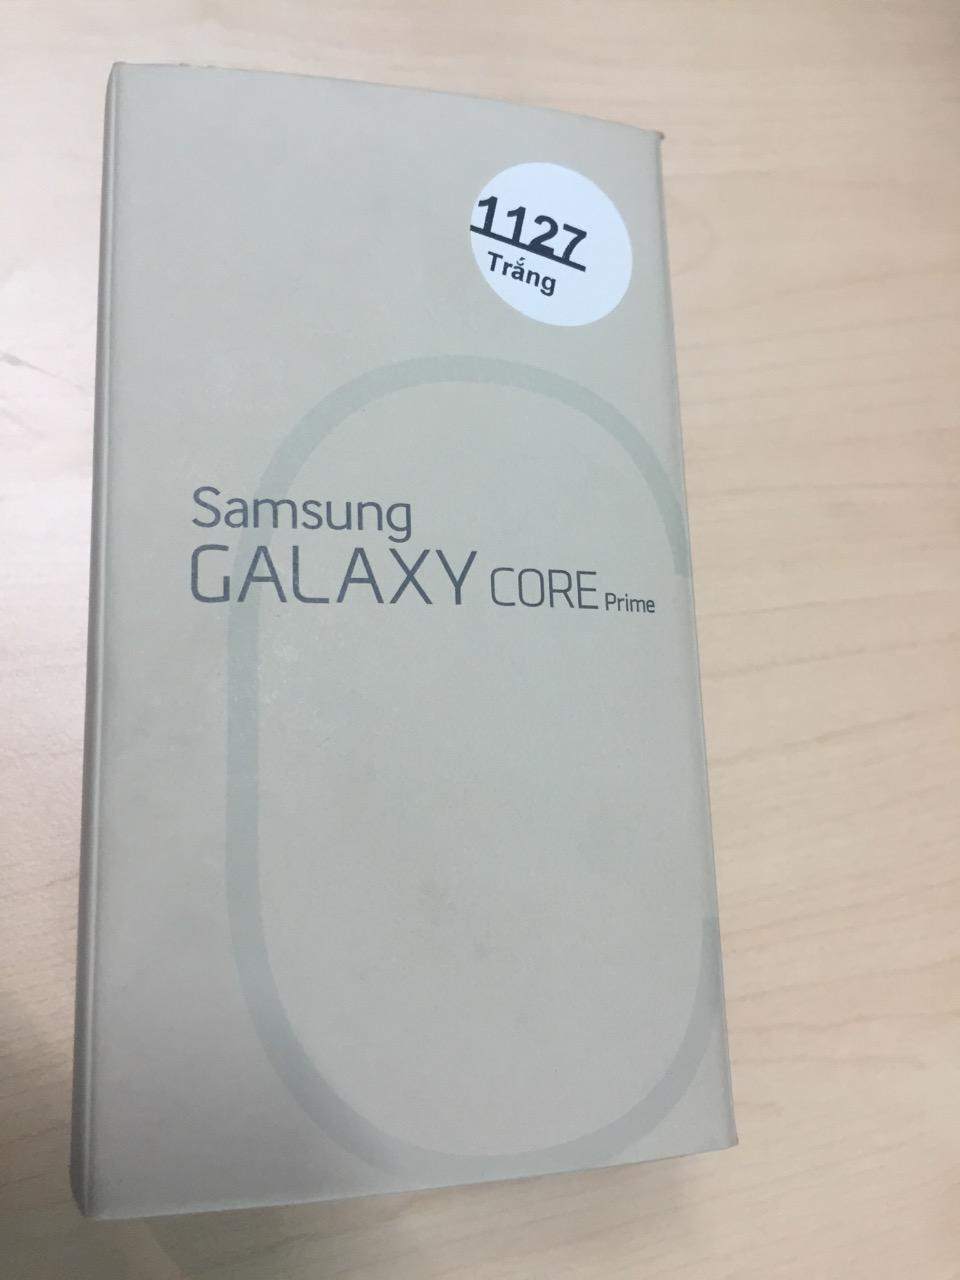 1127
Trắng
Samsung
GALAXY CORE Prime